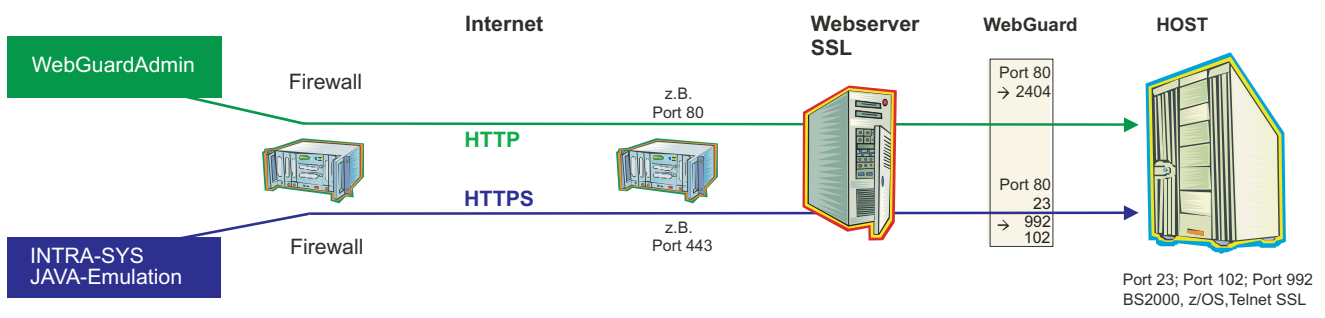 Internet
Webserver
SSL
WebGuard
HOST
WebGuardAdmin
Firewall
z.B.
Port 80
HTTP
Port 80
→ 2404
HTTPS
z.B.
Port 443
Port 80
23
→ 992
102
Firewall
INTRA-SYS
JAVA-Emulation
Port 23; Port 102; Port 992
BS2000, z/OS,Telnet SSL